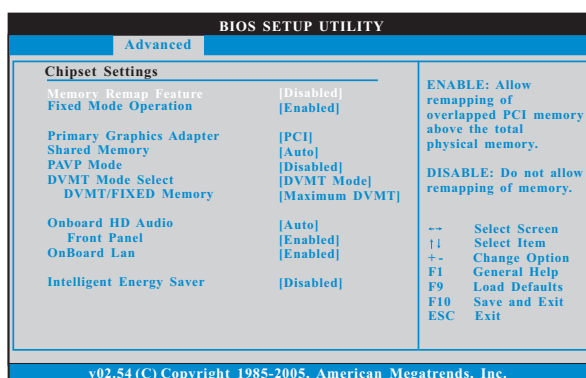 BIOS SETUP UTILITY
Advanced
Chipset Settings
Memory Remap Feature [Disabled]
Fixed Mode Operation [Enabled]
Primary Graphics Adapter [PCI]
Shared Memory [Auto]
PAVP Mode [Disabled]
DVMT Mode Select [DVMT Mode]
DVMT/FIXED Memory [Maximum DVMT]
Onboard HD Audio [Auto]
Front Panel [Enabled]
OnBoard Lan [Enabled]
Intelligent Energy Saver [Disabled]
ENABLE: Allow
remapping of
overlapped PCI memory
above the total
physical memory.
DISABLE: Do not allow
remapping of memory.
←→ Select Screen
↑↓ Select Item
+ - Change Option
F1 General Help
F9 Load Defaults
F10 Save and Exit
ESC Exit
v02.54 (C) Copyright 1985-2005, American Megatrends, Inc.